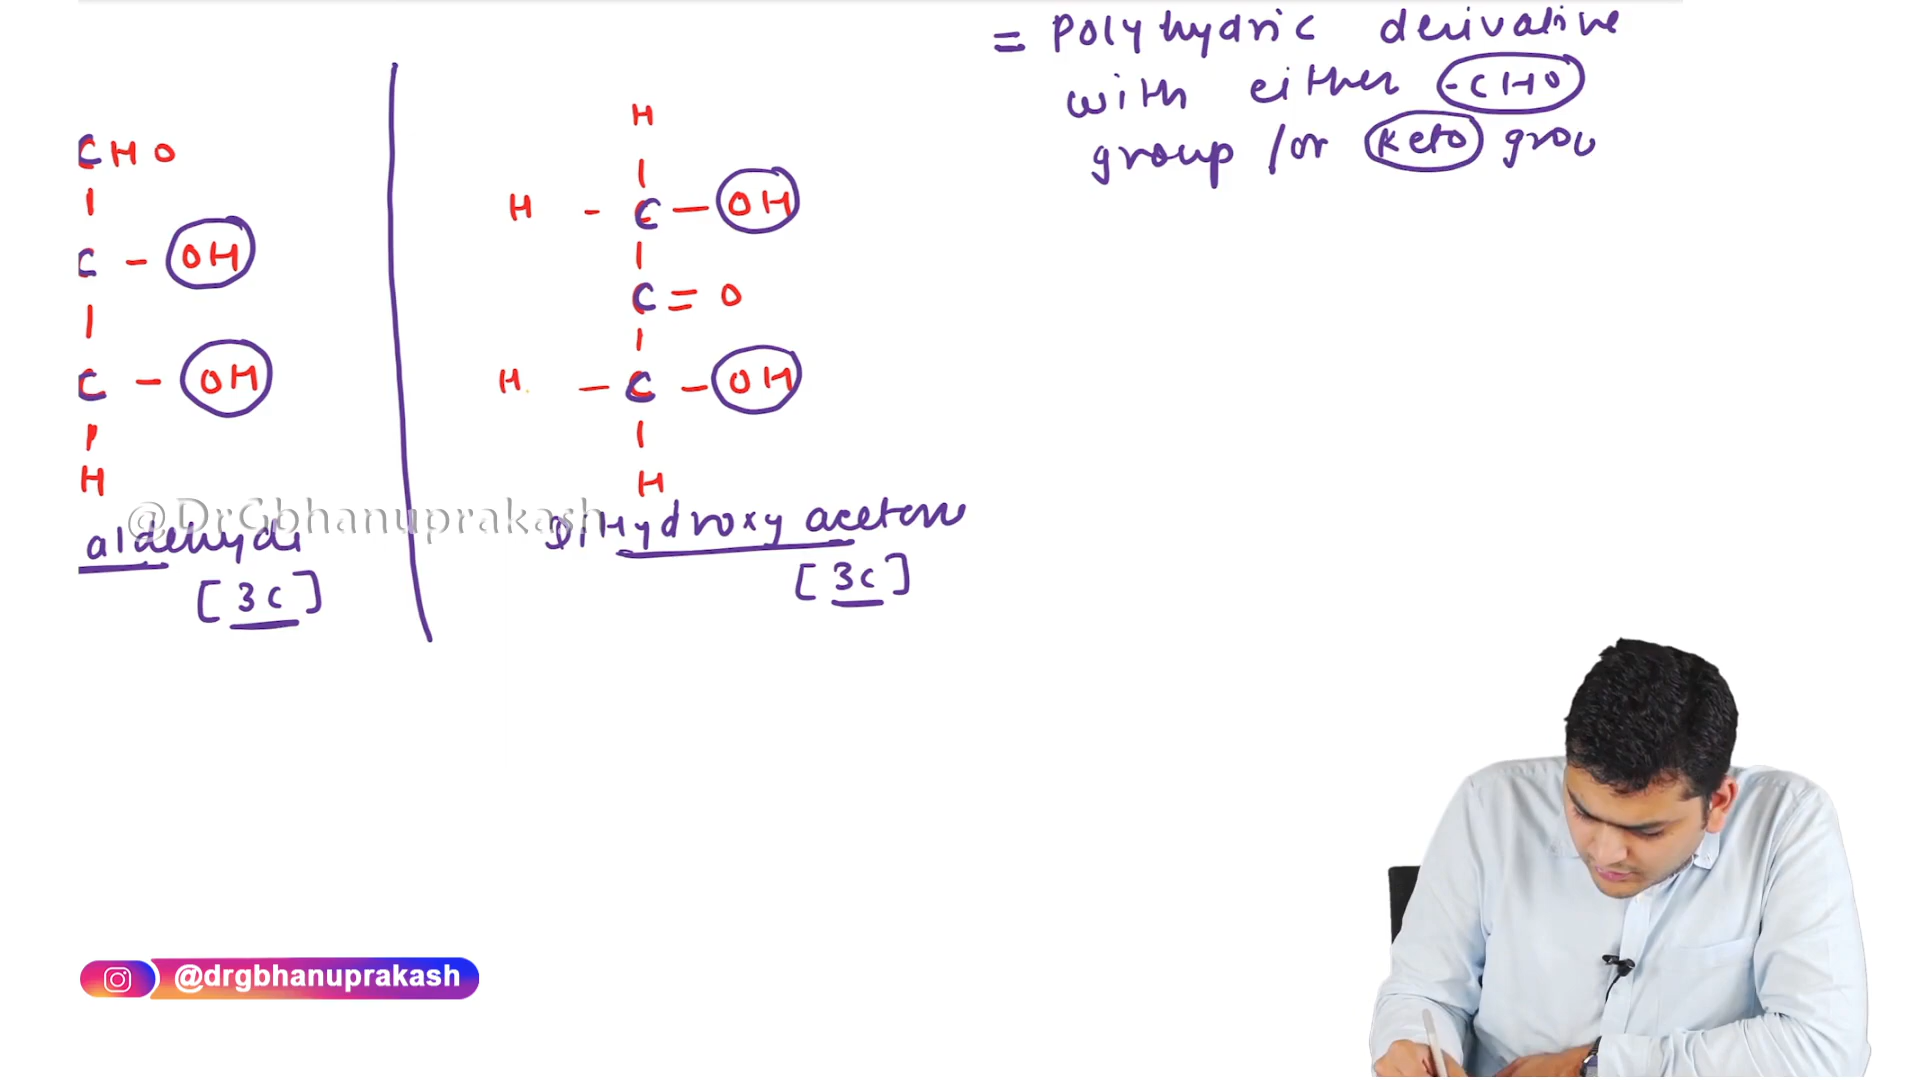 = Polyhydric derivative
with either -CHO
group / or Keto grou
CHO
|
C - OH
|
C - OH
|
H
aldehyde
[3C]
H
|
H - C - OH
|
C = O
|
H - C - OH
|
H
DiHydroxy acetone
[3C]
@DrGbhanuprakash
@drgbhanuprakash